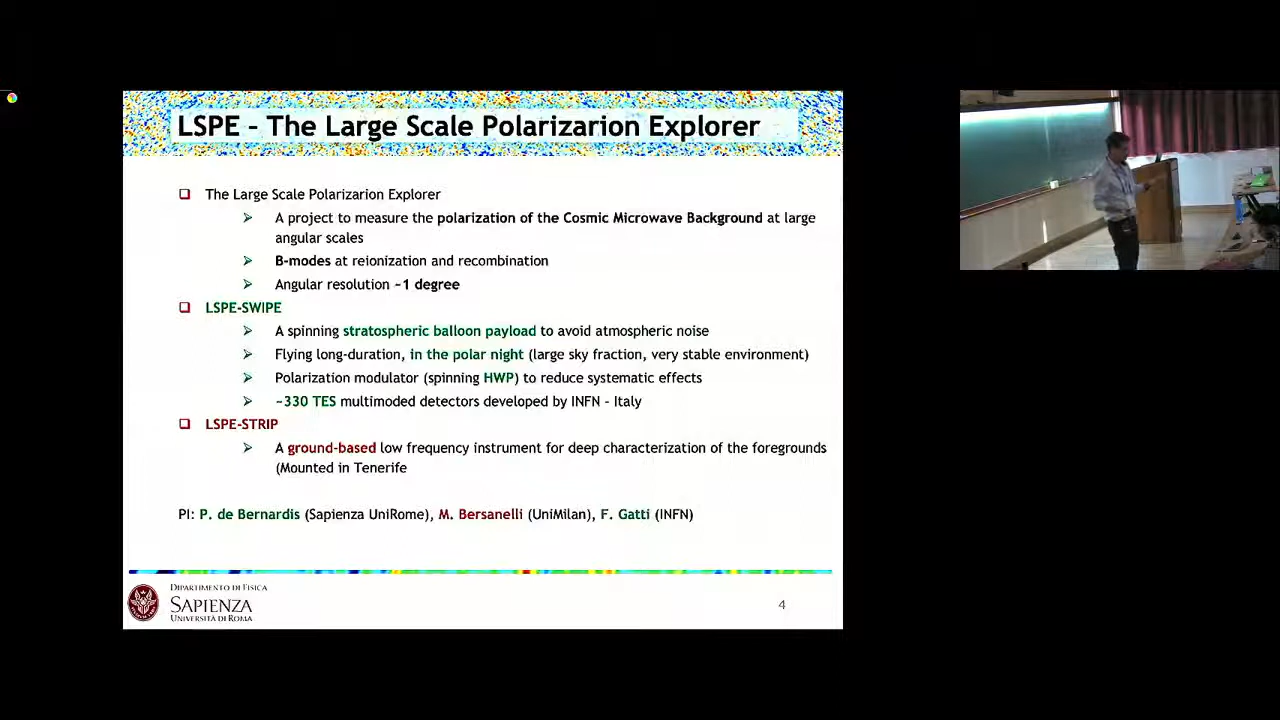 LSPE – The Large Scale Polarizarion Explorer
The Large Scale Polarizarion Explorer
A project to measure the polarization of the Cosmic Microwave Background at large
angular scales
B-modes at reionization and recombination
Angular resolution ~1 degree
LSPE-SWIPE
A spinning stratospheric balloon payload to avoid atmospheric noise
Flying long-duration, in the polar night (large sky fraction, very stable environment)
Polarization modulator (spinning HWP) to reduce systematic effects
~330 TES multimoded detectors developed by INFN – Italy
LSPE-STRIP
A ground-based low frequency instrument for deep characterization of the foregrounds
(Mounted in Tenerife
PI: P. de Bernardis (Sapienza UniRome), M. Bersanelli (UniMilan), F. Gatti (INFN)
DIPARTIMENTO DI FISICA
SAPIENZA
UNIVERSITÀ DI ROMA
4